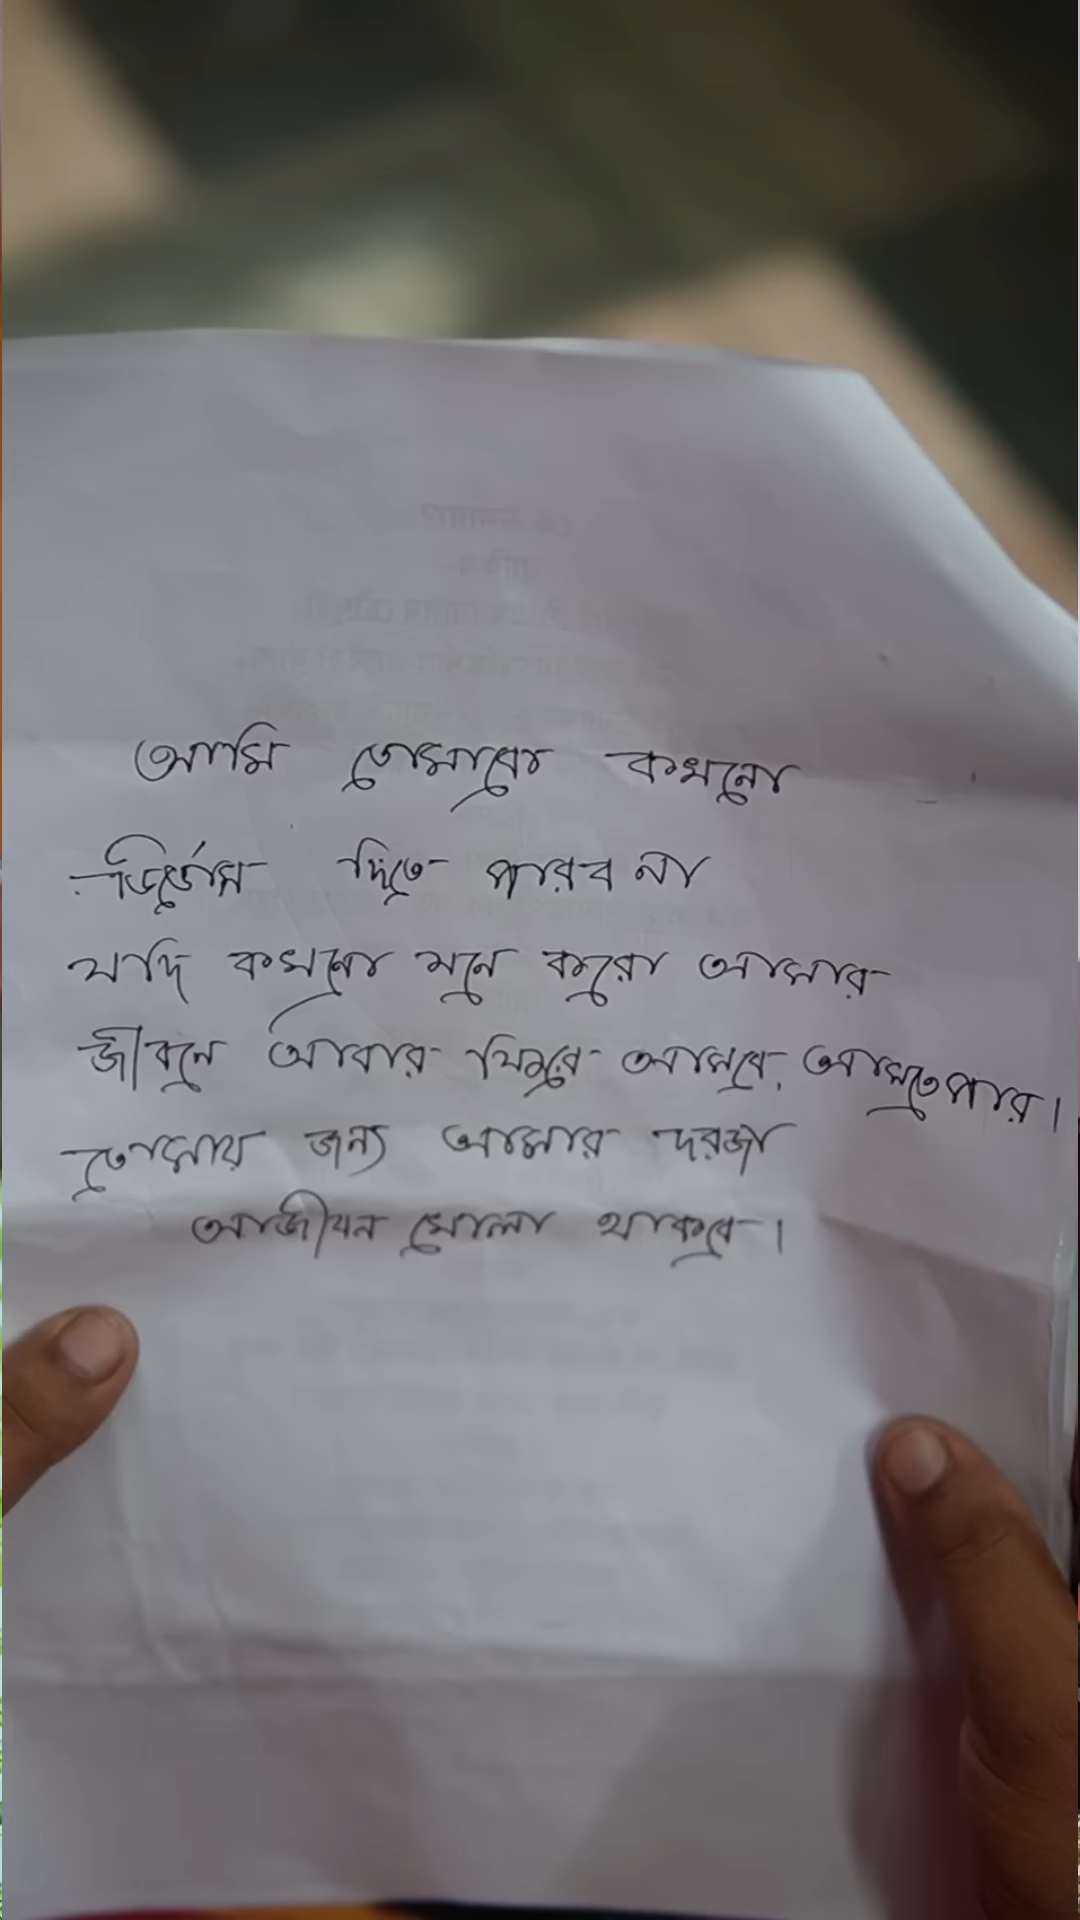 আমি তোমাকে কখনো
ডিভোর্স দিতে পারব না
যদি কখনো মনে করো আমার
জীবনে আবার ফিরে আসবে, আসতে পার।
তোমার জন্য আমার দরজা
আজীবন খোলা থাকবে।